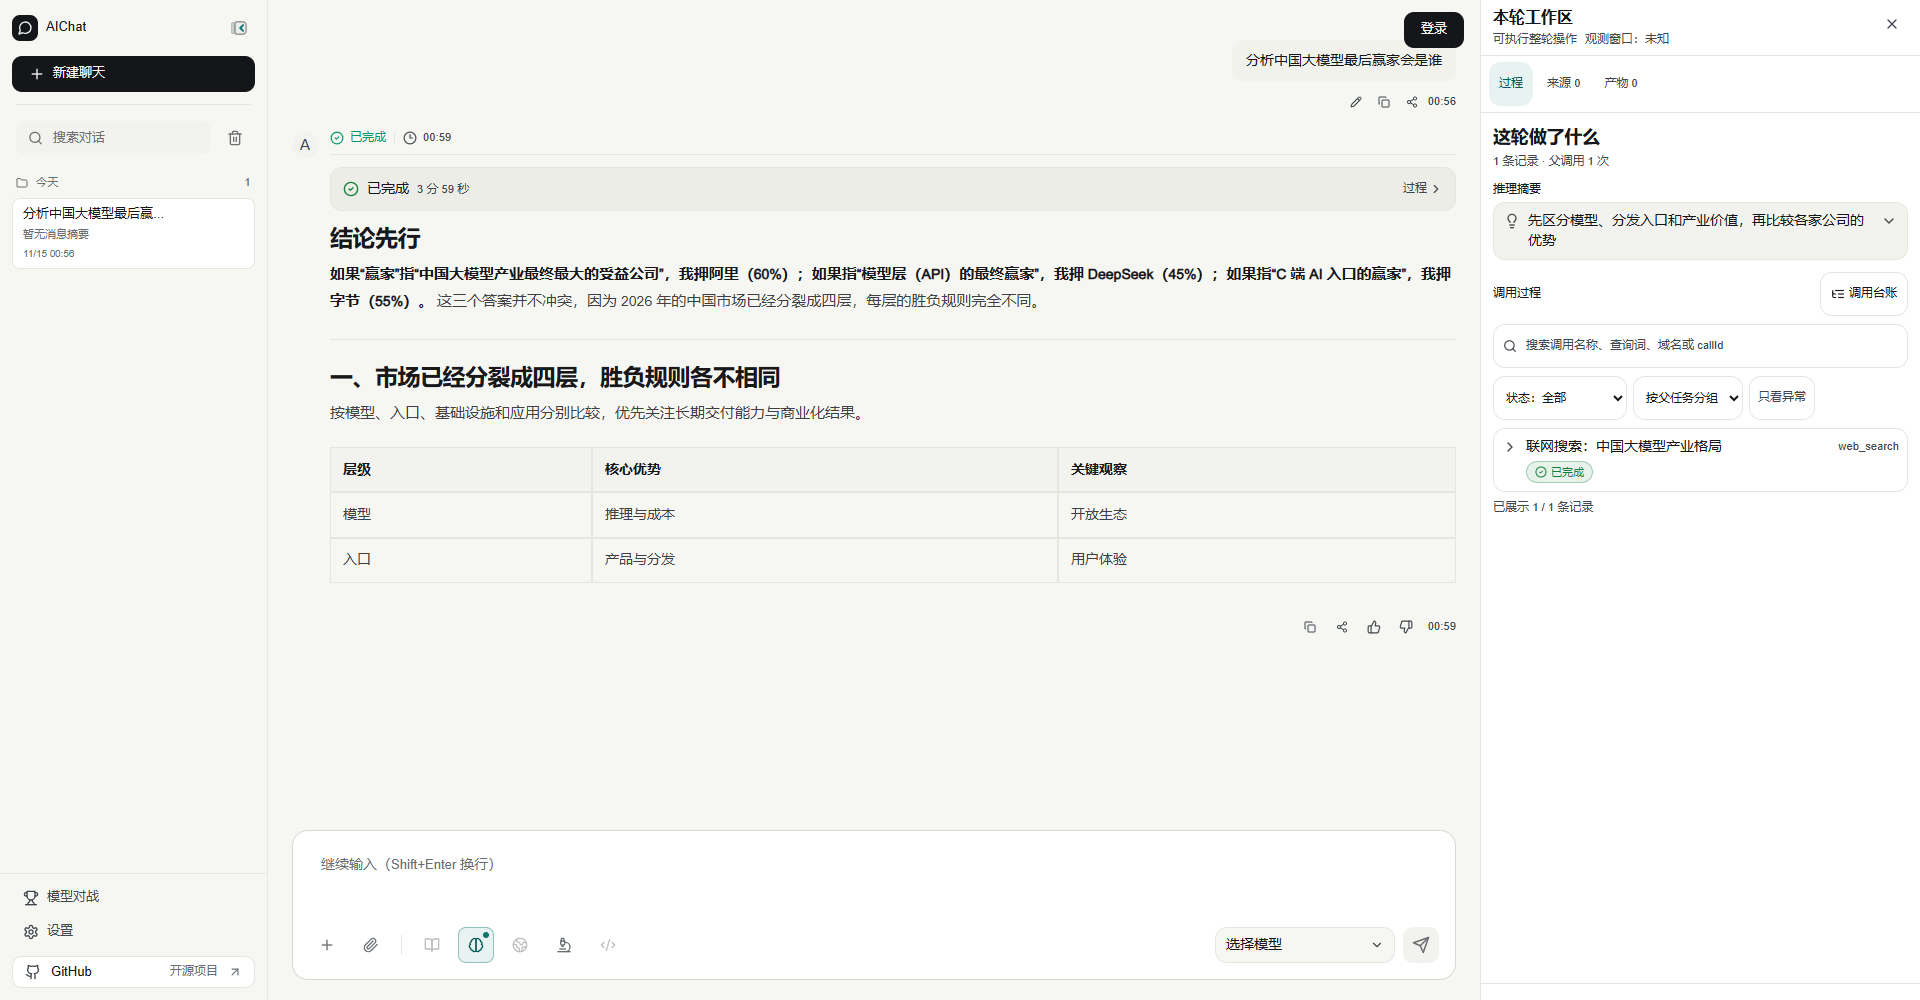 AIChat
新建聊天
搜索对话
今天
1
分析中国大模型最后赢...
暂无消息摘要
11/15 00:56
模型对战
设置
GitHub
开源项目
登录
分析中国大模型最后赢家会是谁
00:56
A
已完成
00:59
已完成 3 分 59 秒
过程
结论先行
如果“赢家”指“中国大模型产业最终最大的受益公司”，我押阿里（60%）；如果指“模型层（API）的最终赢家”，我押 DeepSeek（45%）；如果指“C 端 AI 入口的赢家”，我押
字节（55%）。 这三个答案并不冲突，因为 2026 年的中国市场已经分裂成四层，每层的胜负规则完全不同。
一、市场已经分裂成四层，胜负规则各不相同
按模型、入口、基础设施和应用分别比较，优先关注长期交付能力与商业化结果。
层级 核心优势 关键观察
模型 推理与成本 开放生态
入口 产品与分发 用户体验
00:59
继续输入（Shift+Enter 换行）
选择模型
本轮工作区
可执行整轮操作 观测窗口：未知
过程 来源 0 产物 0
这轮做了什么
1 条记录 · 父调用 1 次
推理摘要
先区分模型、分发入口和产业价值，再比较各家公司的
优势
调用过程
调用台账
搜索调用名称、查询词、域名或 callId
状态：全部 按父任务分组 只看异常
联网搜索：中国大模型产业格局 web_search
已完成
已展示 1 / 1 条记录